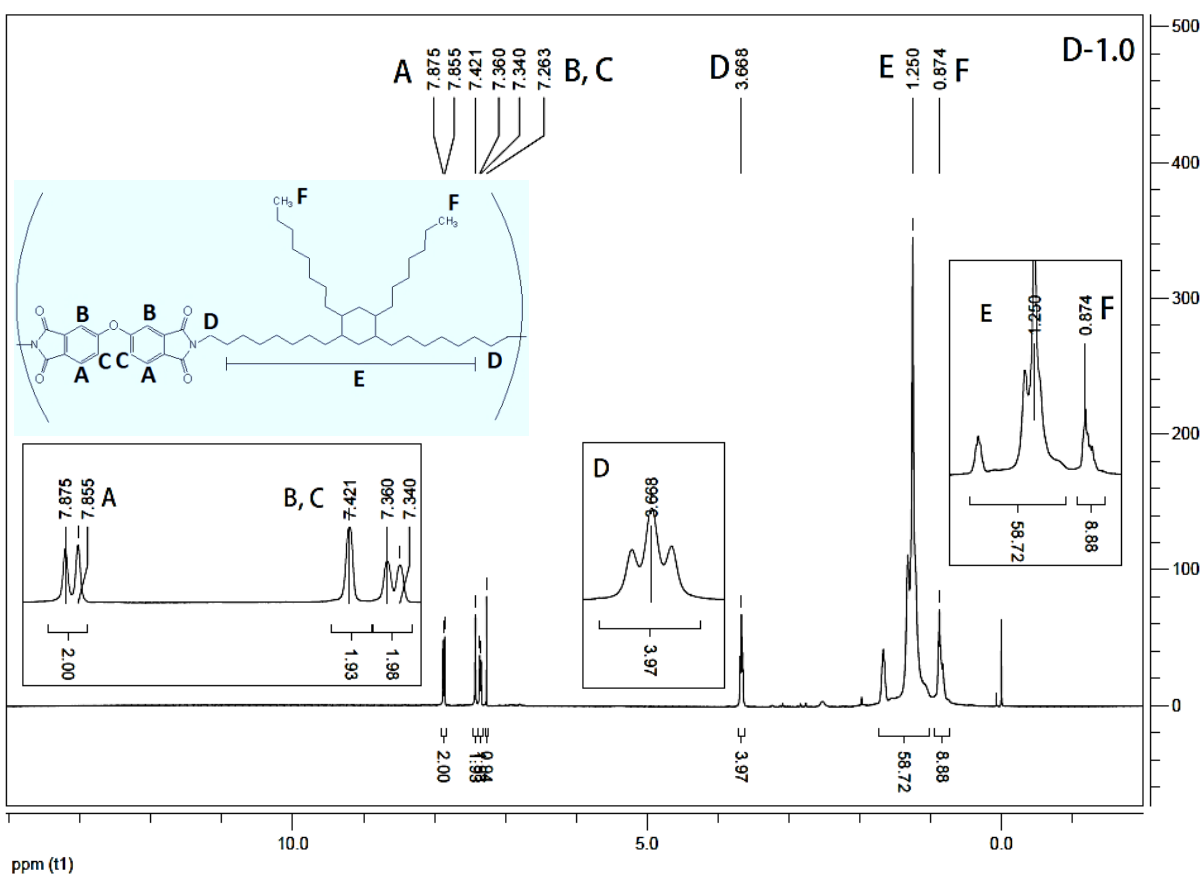 D-1.0
A 7.875 7.855 7.421 7.360 7.340 7.263 B, C D 3.668 E 1.250 F 0.874
500
400
300
200
100
0
CH₃ F
F
CH₃
B B
O
O O O O
N N
D
C C
A A
O O
E
D
7.875 7.855 A B, C 7.421 7.360 7.340
2.00 1.93 1.98
D 3.668
3.97
E 1.250 0.874 F
58.72 8.88
2.00 3.97 58.72 8.88
10.0 5.0 0.0
ppm (t1)